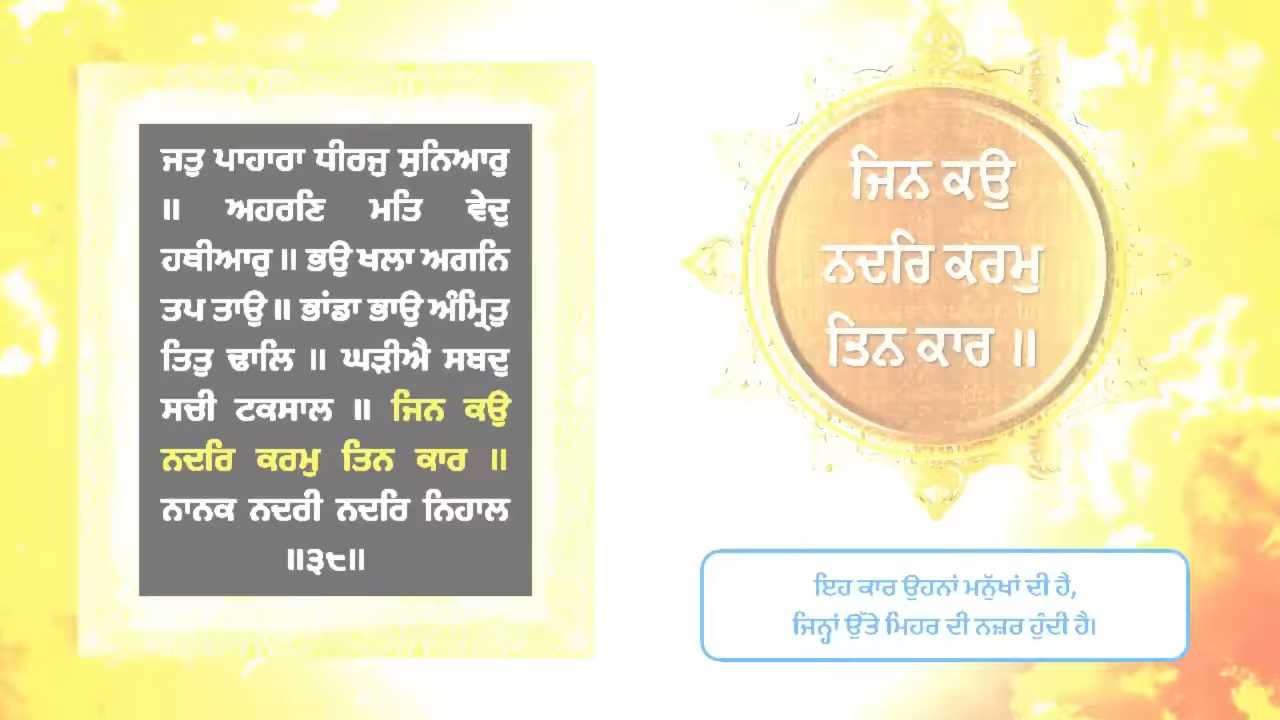 ਜਤੁ ਪਾਹਾਰਾ ਧੀਰਜੁ ਸੁਨਿਆਰੁ
॥ ਅਹਰਣਿ ਮਤਿ ਵੇਦੁ
ਹਥੀਆਰੁ ॥ ਭਉ ਖਲਾ ਅਗਨਿ
ਤਪ ਤਾਉ ॥ ਭਾਂਡਾ ਭਾਉ ਅੰਮ੍ਰਿਤੁ
ਤਿਤੁ ਢਾਲਿ ॥ ਘੜੀਐ ਸਬਦੁ
ਸਚੀ ਟਕਸਾਲ ॥ ਜਿਨ ਕਉ
ਨਦਰਿ ਕਰਮੁ ਤਿਨ ਕਾਰ ॥
ਨਾਨਕ ਨਦਰੀ ਨਦਰਿ ਨਿਹਾਲ
॥੩੮॥
ਜਿਨ ਕਉ
ਨਦਰਿ ਕਰਮੁ
ਤਿਨ ਕਾਰ ॥
ਇਹ ਕਾਰ ਉਹਨਾਂ ਮਨੁੱਖਾਂ ਦੀ ਹੈ,
ਜਿਨ੍ਹਾਂ ਉੱਤੇ ਮਿਹਰ ਦੀ ਨਜ਼ਰ ਹੁੰਦੀ ਹੈ।